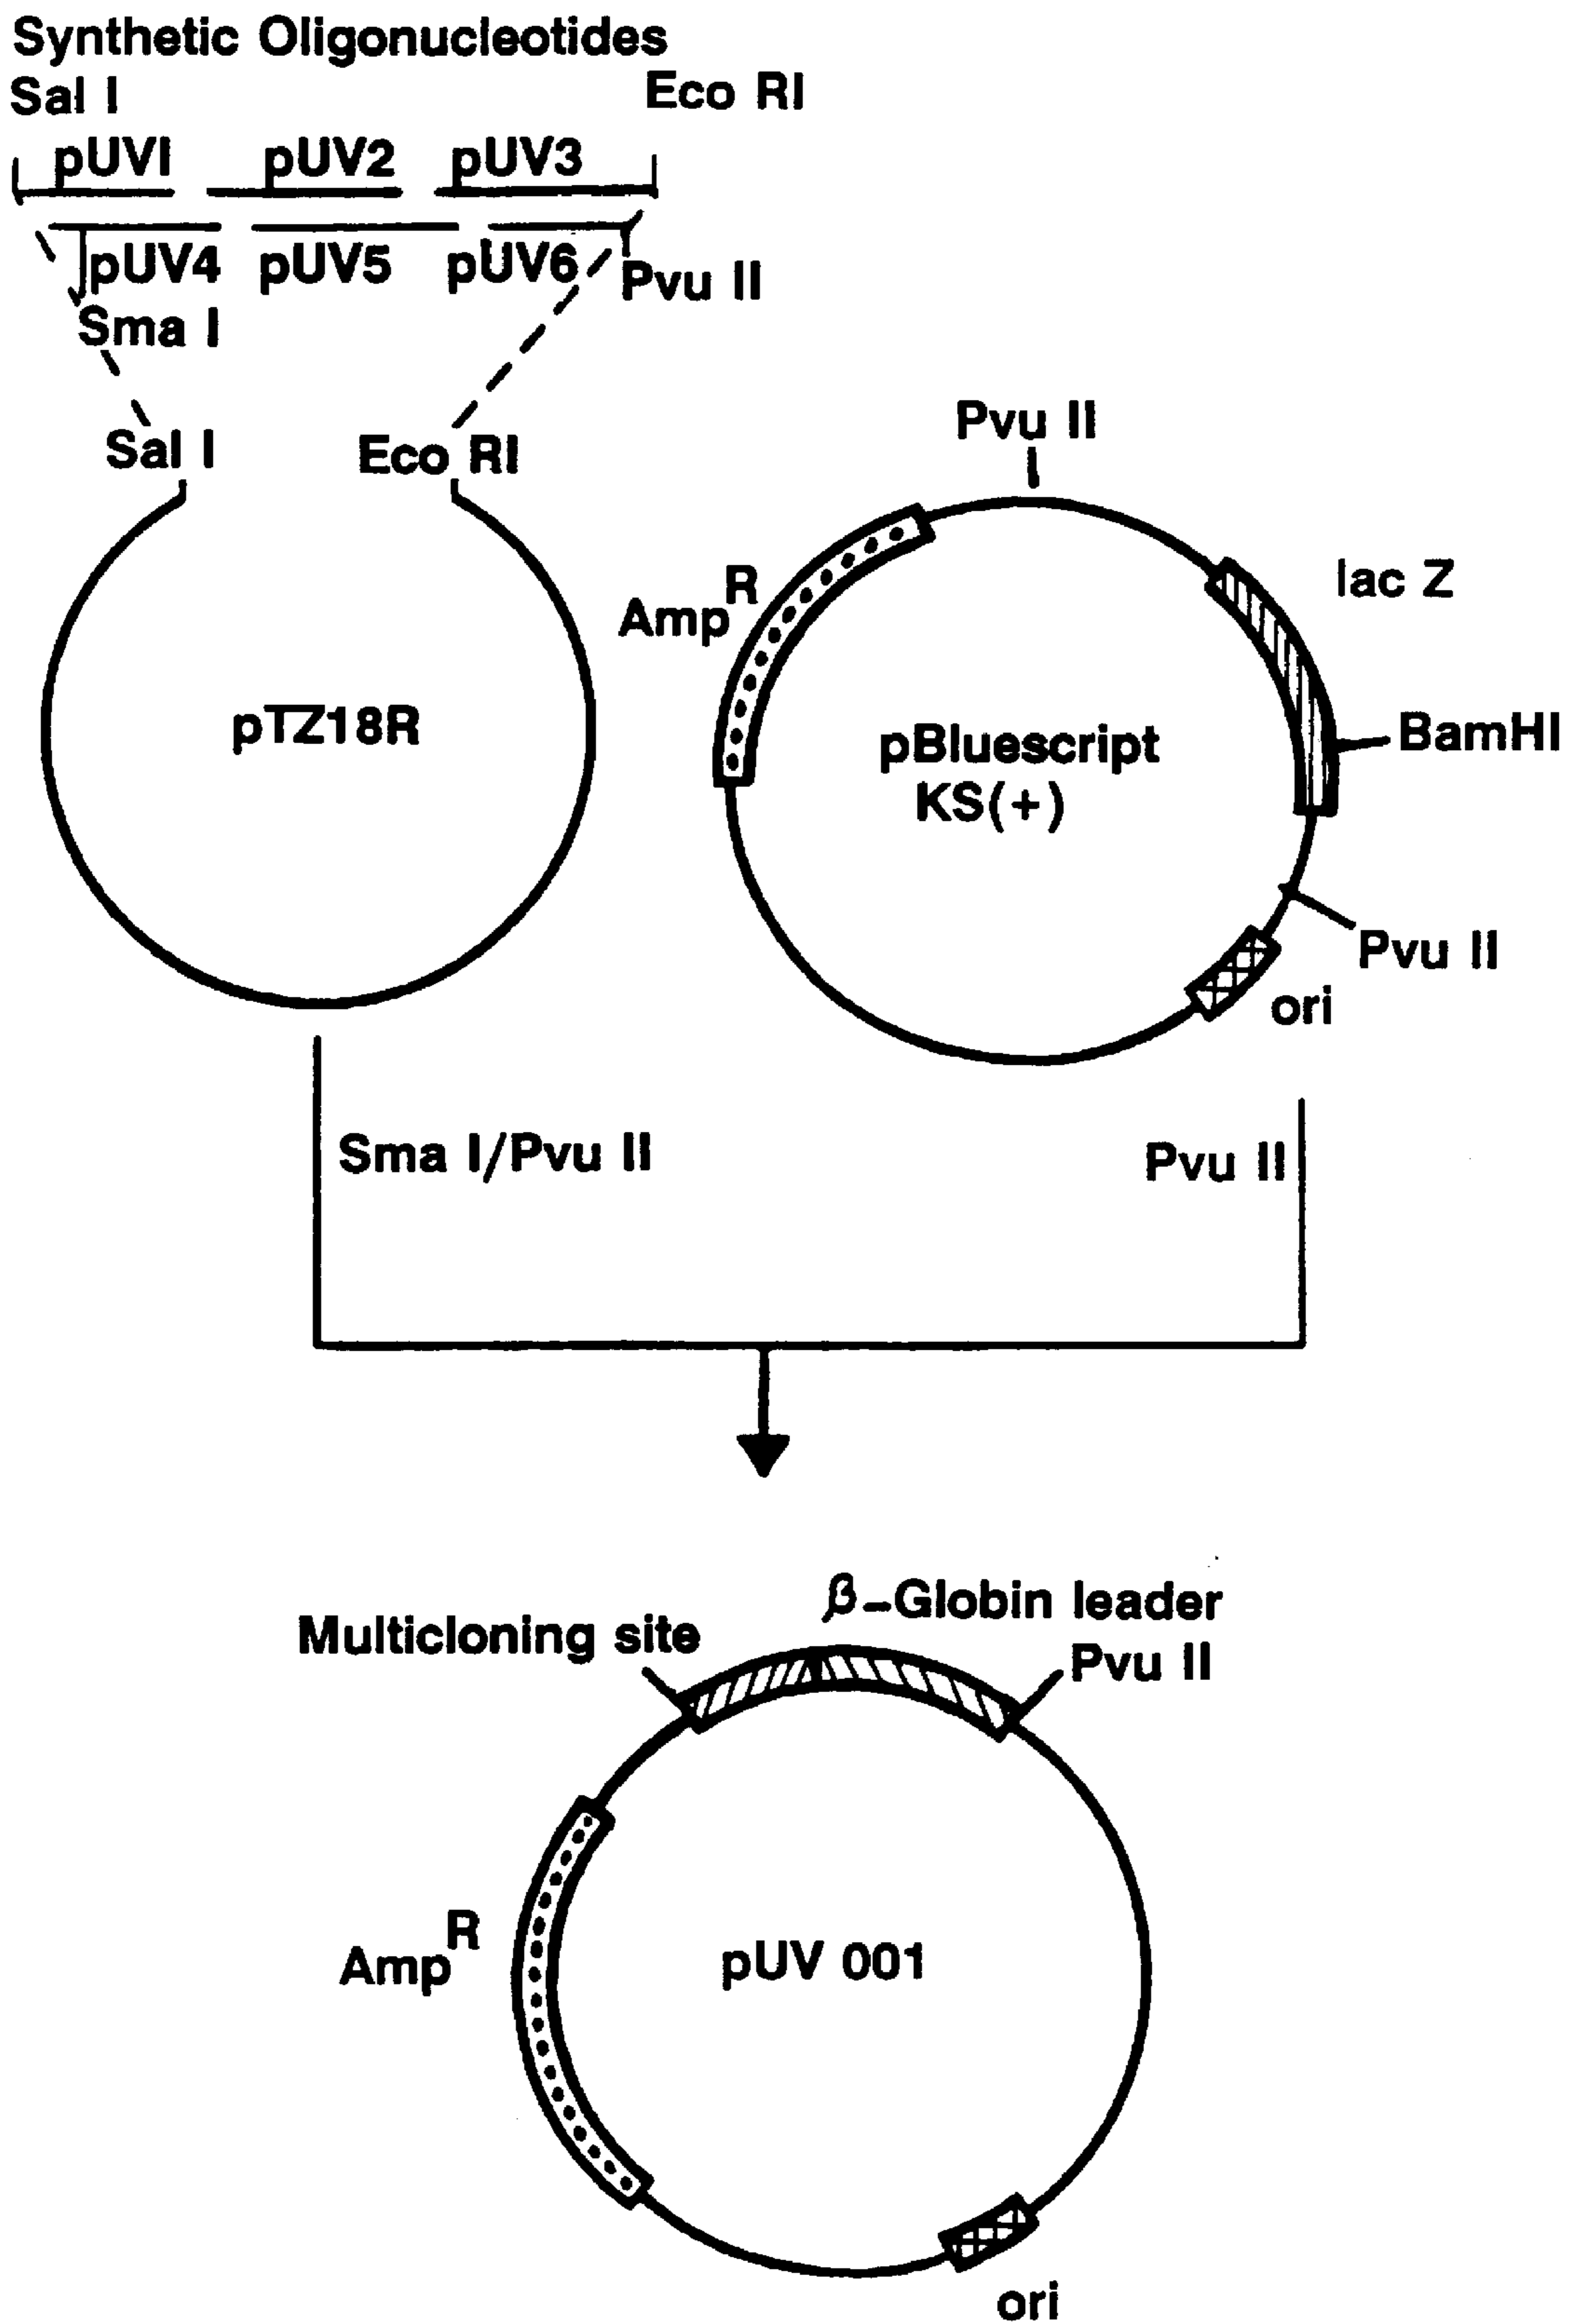 Synthetic Oligonucleotides
Sal I Eco RI
pUVI pUV2 pUV3
pUV4 pUV5 pUV6 Pvu II
Sma I
Sal I Eco RI
Pvu II
lac Z
Amp R
pTZ18R
pBluescript
KS(+)
BamHI
Pvu II
ori
Sma I/Pvu II
Pvu II
β-Globin leader
Multicloning site
Pvu II
Amp R
pUV 001
ori